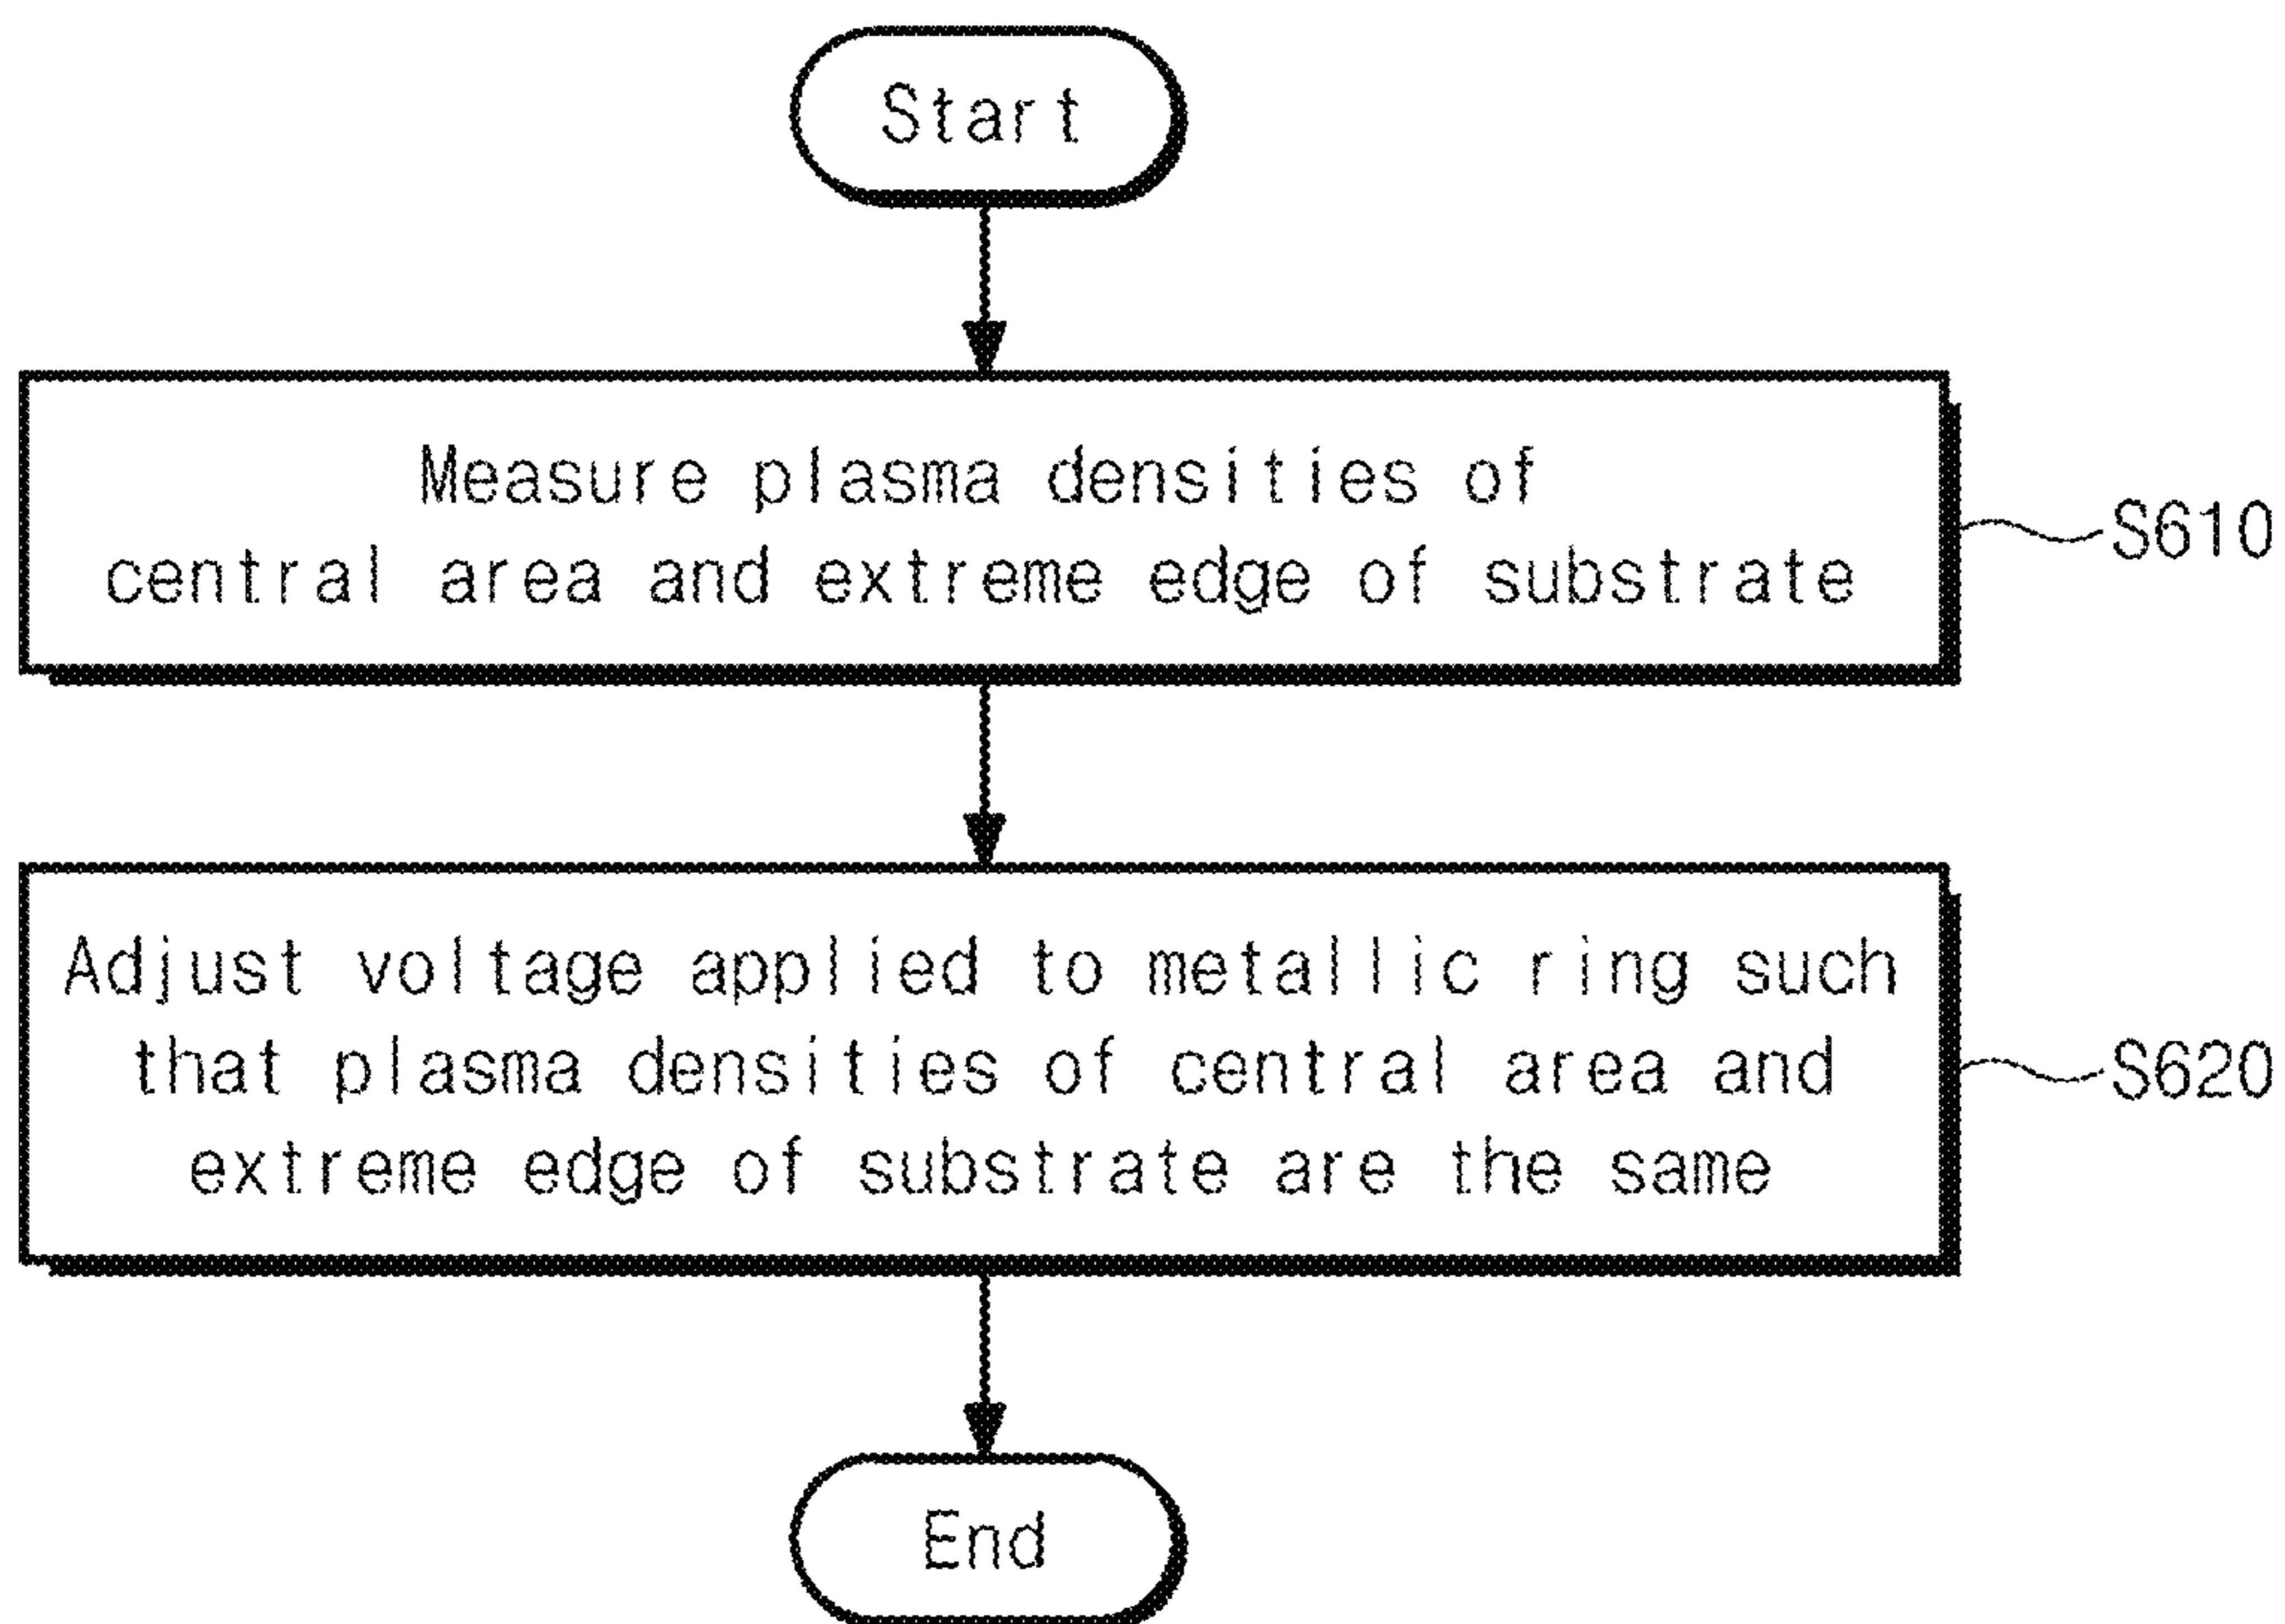 Start
Measure plasma densities of
central area and extreme edge of substrate
S610
Adjust voltage applied to metallic ring such
that plasma densities of central area and
extreme edge of substrate are the same
S620
End